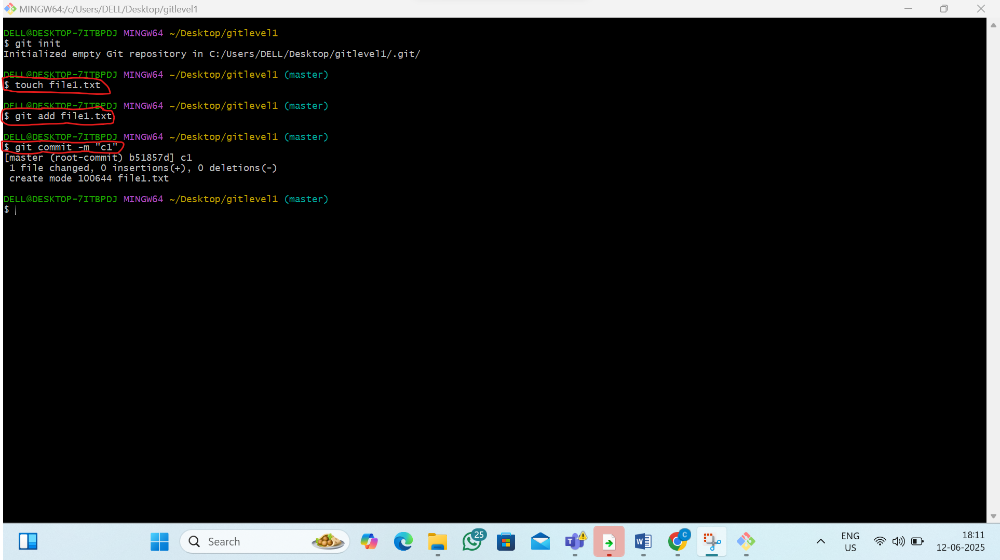 MINGW64:/c/Users/DELL/Desktop/gitlevel1
DELL@DESKTOP-7ITBPDJ MINGW64 ~/Desktop/gitlevel1
$ git init
Initialized empty Git repository in C:/Users/DELL/Desktop/gitlevel1/.git/
DELL@DESKTOP-7ITBPDJ MINGW64 ~/Desktop/gitlevel1 (master)
$ touch file1.txt
DELL@DESKTOP-7ITBPDJ MINGW64 ~/Desktop/gitlevel1 (master)
$ git add file1.txt
DELL@DESKTOP-7ITBPDJ MINGW64 ~/Desktop/gitlevel1 (master)
$ git commit -m "c1"
[master (root-commit) b51857d] c1
 1 file changed, 0 insertions(+), 0 deletions(-)
 create mode 100644 file1.txt
DELL@DESKTOP-7ITBPDJ MINGW64 ~/Desktop/gitlevel1 (master)
$
Search
25
T
W
C
ENG
US
18:11
12-06-2025